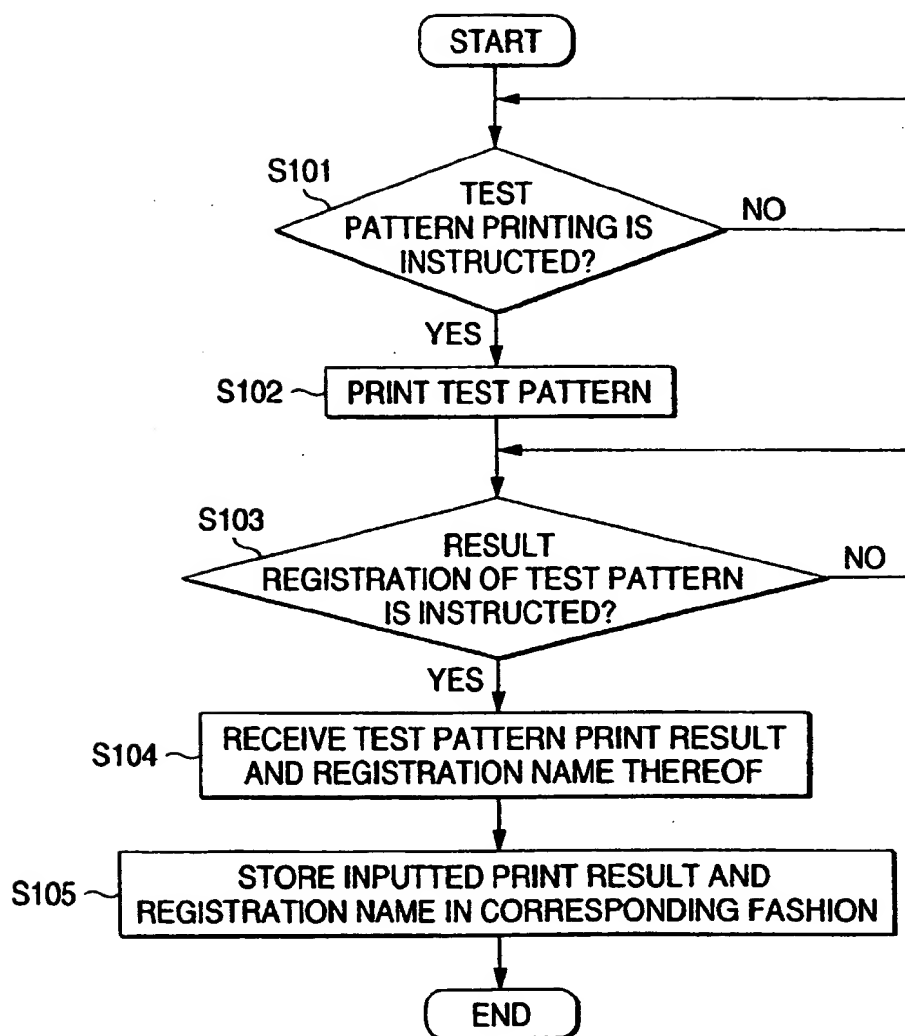 START
S101
TEST
PATTERN PRINTING IS
INSTRUCTED?
NO
YES
S102
PRINT TEST PATTERN
S103
RESULT
REGISTRATION OF TEST PATTERN
IS INSTRUCTED?
NO
YES
S104
RECEIVE TEST PATTERN PRINT RESULT
AND REGISTRATION NAME THEREOF
S105
STORE INPUTTED PRINT RESULT AND
REGISTRATION NAME IN CORRESPONDING FASHION
END